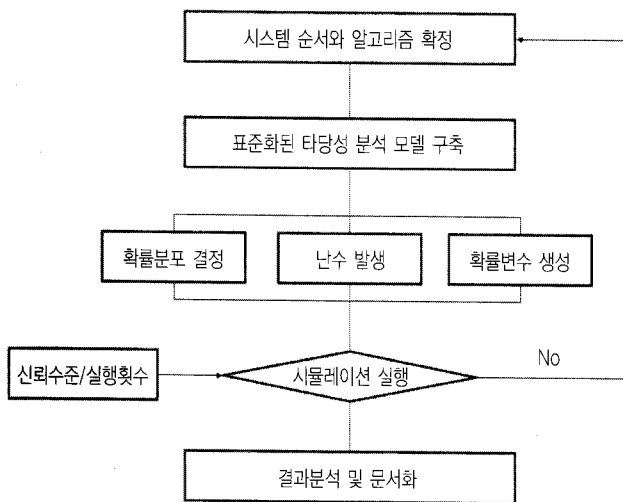 시스템 순서와 알고리즘 확정
표준화된 타당성 분석 모델 구축
확률분포 결정
난수 발생
확률변수 생성
신뢰수준/실행횟수
시뮬레이션 실행
No
결과분석 및 문서화